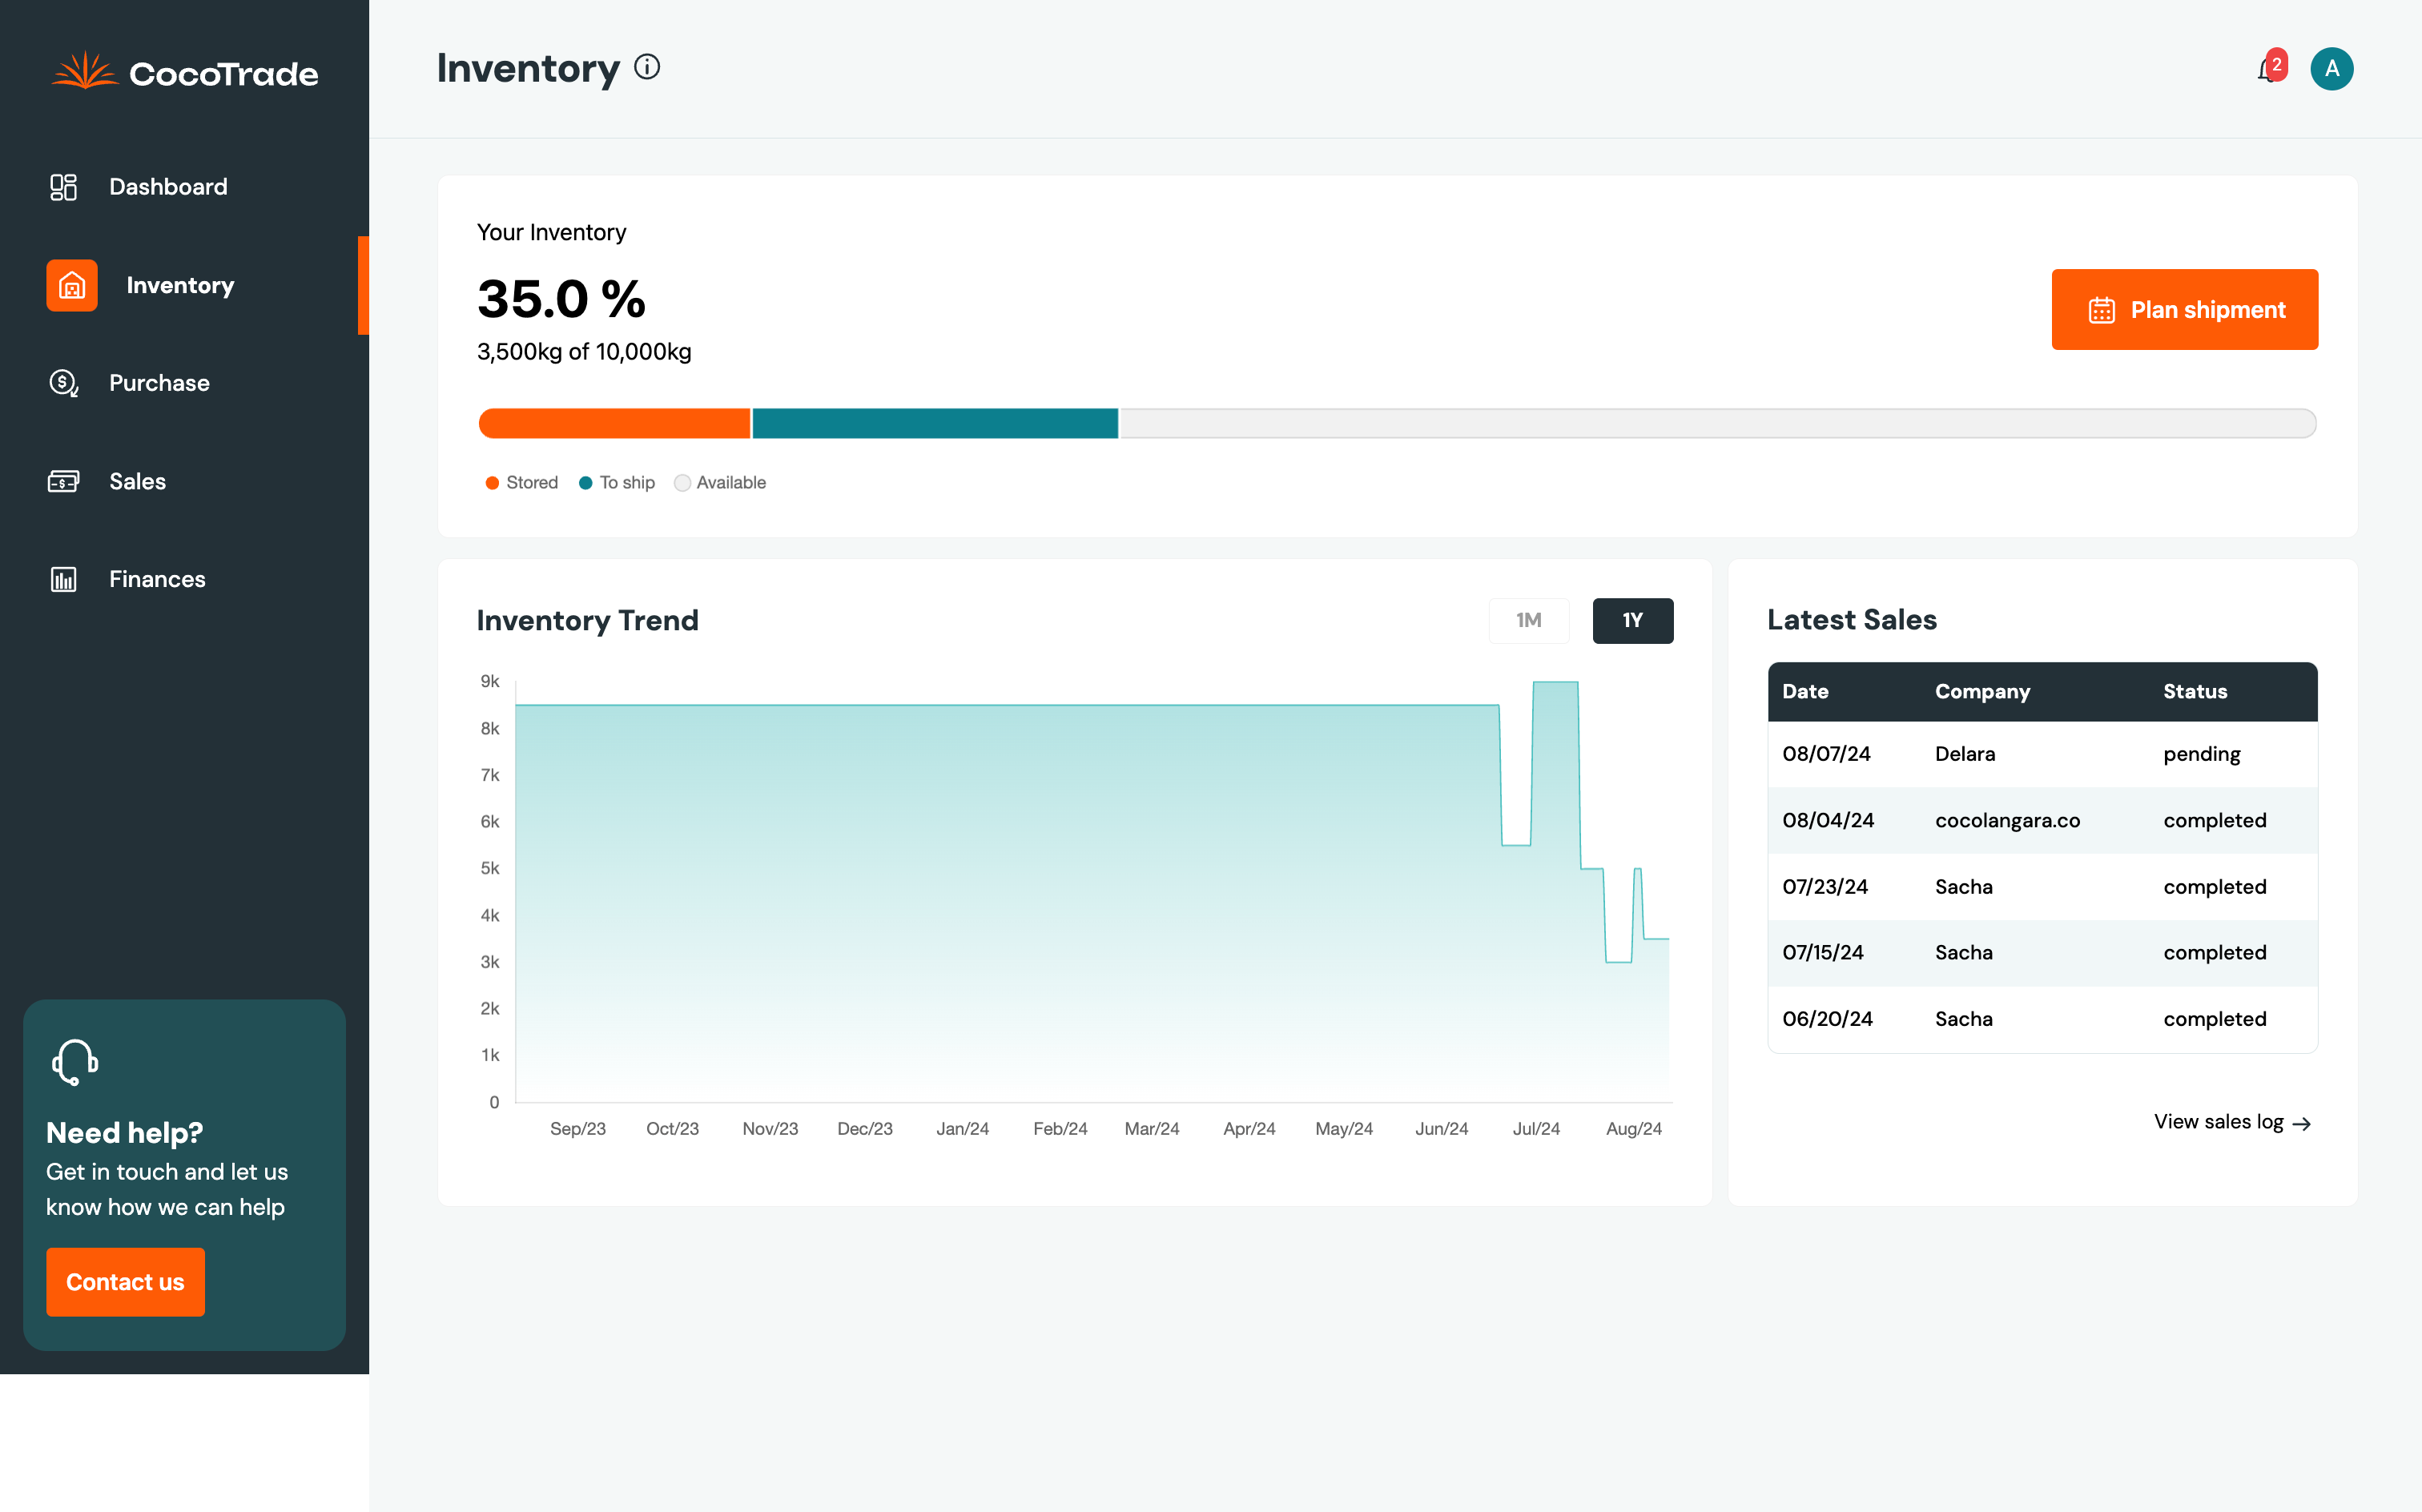 CocoTrade
Dashboard
Inventory
Purchase
Sales
Finances
Need help?
Get in touch and let us
know how we can help
Contact us
Inventory
2
A
Your Inventory
35.0 %
3,500kg of 10,000kg
Plan shipment
Stored To ship Available
Inventory Trend
1M 1Y
9k
8k
7k
6k
5k
4k
3k
2k
1k
0
Sep/23 Oct/23 Nov/23 Dec/23 Jan/24 Feb/24 Mar/24 Apr/24 May/24 Jun/24 Jul/24 Aug/24
Latest Sales
Date Company Status
08/07/24 Delara pending
08/04/24 cocolangara.co completed
07/23/24 Sacha completed
07/15/24 Sacha completed
06/20/24 Sacha completed
View sales log